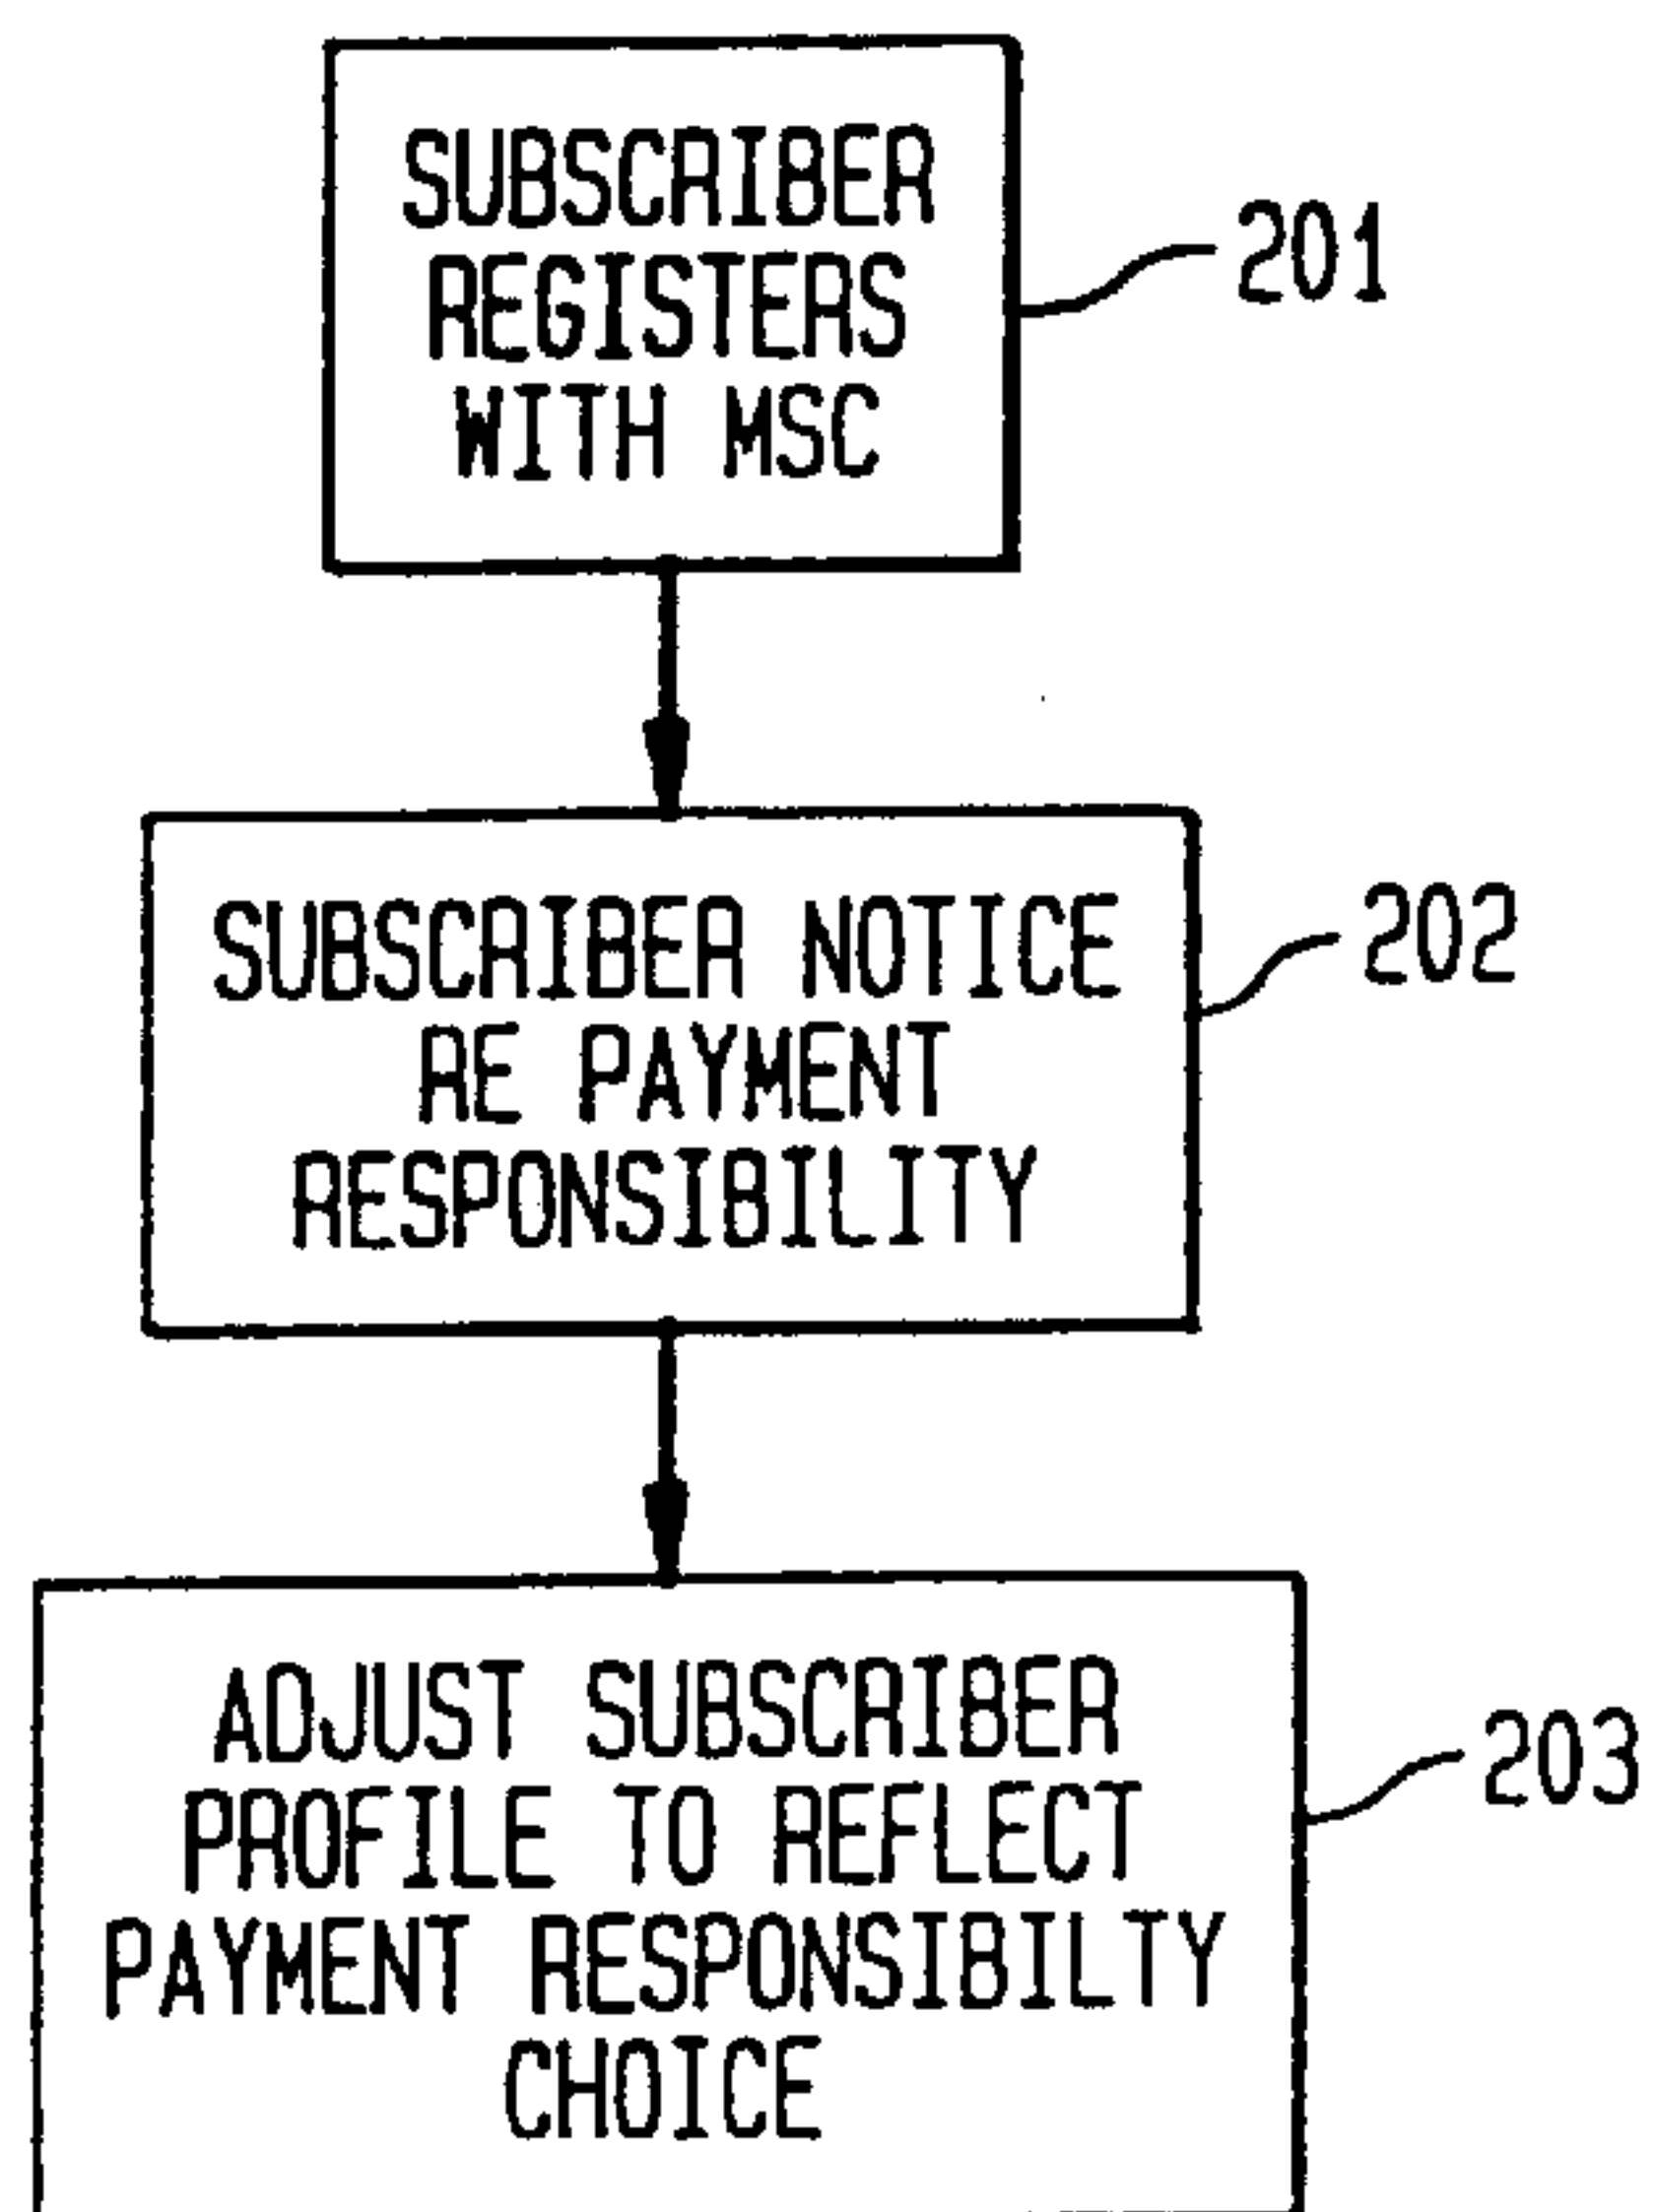 SUBSCRIBER
REGISTERS
WITH MSC
201
SUBSCRIBER NOTICE
RE PAYMENT
RESPONSIBILITY
202
ADJUST SUBSCRIBER
PROFILE TO REFLECT
PAYMENT RESPONSIBILTY
CHOICE
203